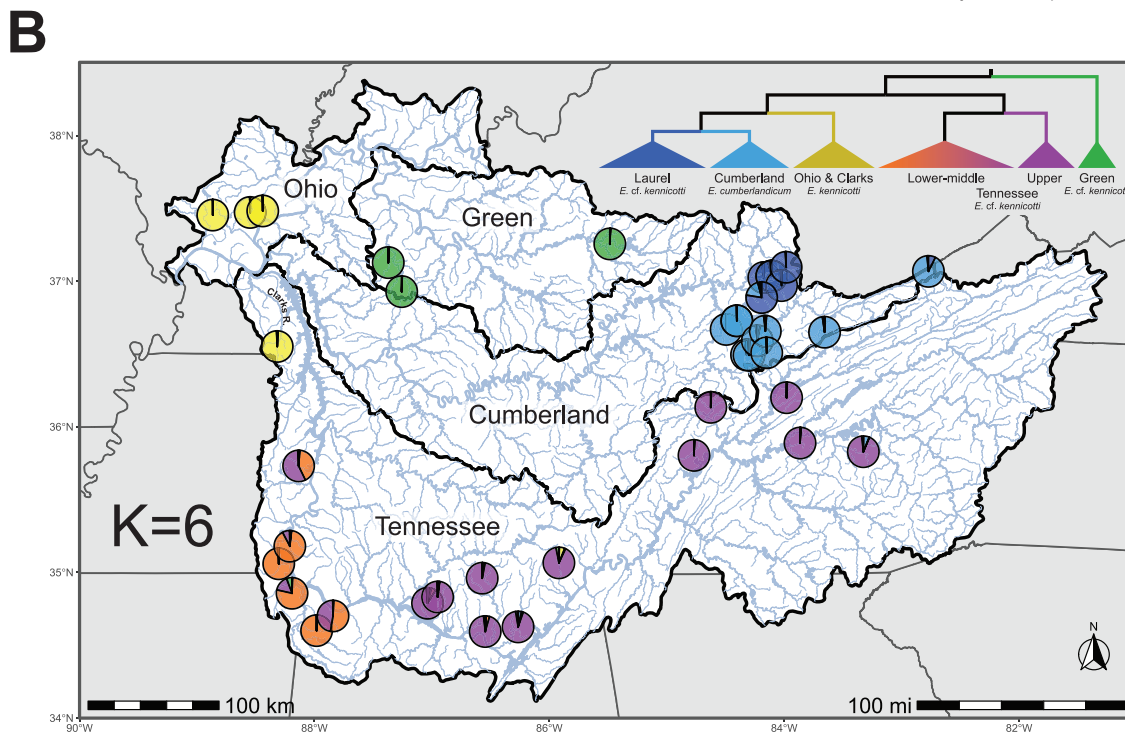 B
Laurel
E. cf. kennicotti
Cumberland
E. cumberlandicum
Ohio & Clarks
E. kennicotti
Lower-middle
Upper
Tennessee
E. cf. kennicotti
Green
E. cf. kennicot
38°N
37°N
36°N
35°N
34°N
Ohio
Green
Clarks R.
Cumberland
Tennessee
K=6
N
100 km
100 mi
90°W
88°W
86°W
84°W
82°W